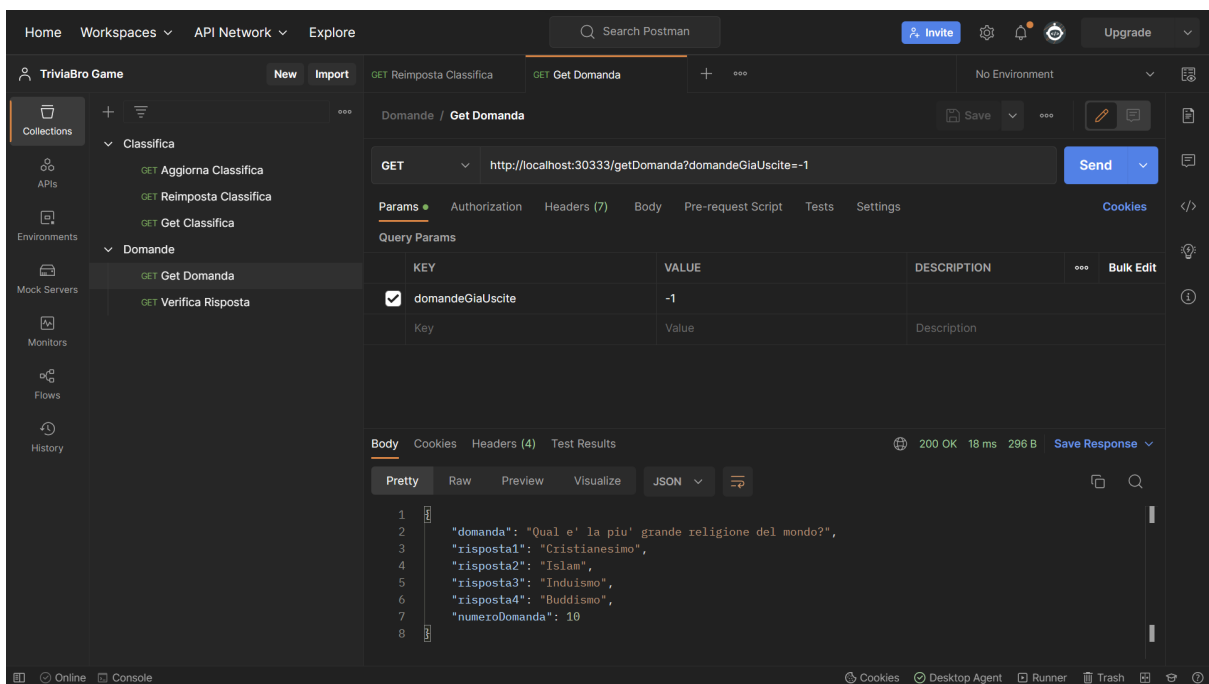 Home Workspaces API Network Explore Search Postman Invite Upgrade
TriviaBro Game New Import GET Reimposta Classifica GET Get Domanda + ooo No Environment
Collections
APIs
Environments
Mock Servers
Monitors
Flows
History
+ ooo
Classifica
GET Aggiorna Classifica
GET Reimposta Classifica
GET Get Classifica
Domande
GET Get Domanda
GET Verifica Risposta
Domande / Get Domanda Save ooo
GET http://localhost:30333/getDomanda?domandeGiaUscite=-1 Send
Params Authorization Headers (7) Body Pre-request Script Tests Settings Cookies
Query Params
KEY VALUE DESCRIPTION ooo Bulk Edit
domandeGiaUscite -1
Key Value Description
Body Cookies Headers (4) Test Results 200 OK 18 ms 296 B Save Response
Pretty Raw Preview Visualize JSON
1 {
2 "domanda": "Qual e' la piu' grande religione del mondo?",
3 "risposta1": "Cristianesimo",
4 "risposta2": "Islam",
5 "risposta3": "Induismo",
6 "risposta4": "Buddismo",
7 "numeroDomanda": 10
8 }
Online Console Cookies Desktop Agent Runner Trash